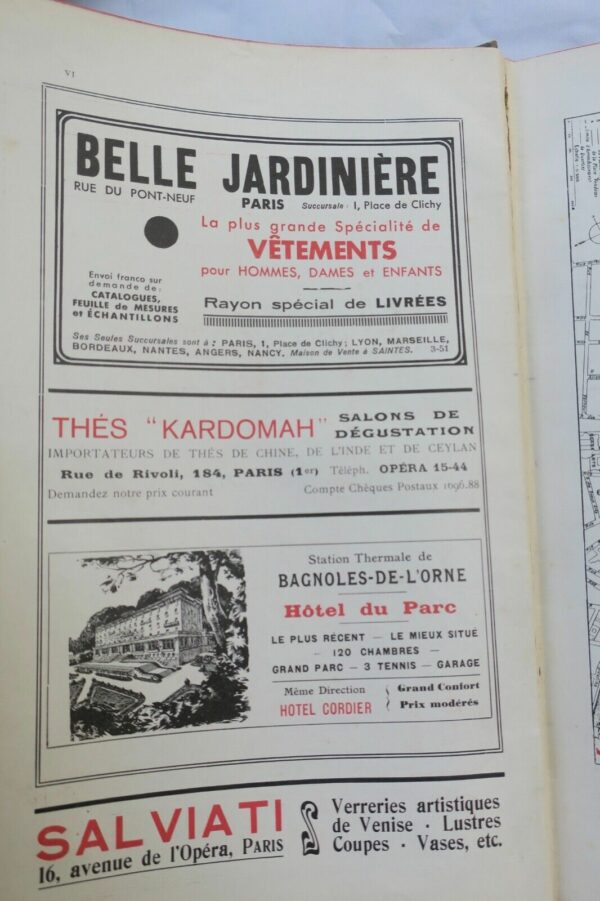 VI
BELLE JARDINIÈRE
RUE DU PONT-NEUF PARIS Succursale : 1, Place de Clichy
La plus grande Spécialité de
VÊTEMENTS
pour HOMMES, DAMES et ENFANTS
Envoi franco sur
demande de:
CATALOGUES,
FEUILLE de MESURES
et ÉCHANTILLONS
Rayon spécial de LIVRÉES
Ses Seules Succursales sont à : PARIS, 1, Place de Clichy; LYON, MARSEILLE,
BORDEAUX, NANTES, ANGERS, NANCY. Maison de Vente à SAINTES. 3-51
THÉS "KARDOMAH" SALONS DE
DÉGUSTATION
IMPORTATEURS DE THÉS DE CHINE, DE L'INDE ET DE CEYLAN
Rue de Rivoli, 184, PARIS (1er) Téléph. OPÉRA 15-44
Demandez notre prix courant Compte Chèques Postaux 1696.88
Station Thermale de
BAGNOLES-DE-L'ORNE
Hôtel du Parc
LE PLUS RÉCENT — LE MIEUX SITUÉ
— 120 CHAMBRES —
GRAND PARC — 3 TENNIS — GARAGE
Même Direction
HOTEL CORDIER
Grand Confort
Prix modérés
SALVIATI
16, avenue de l'Opéra, PARIS
Verreries artistiques
de Venise · Lustres
Coupes · Vases, etc.